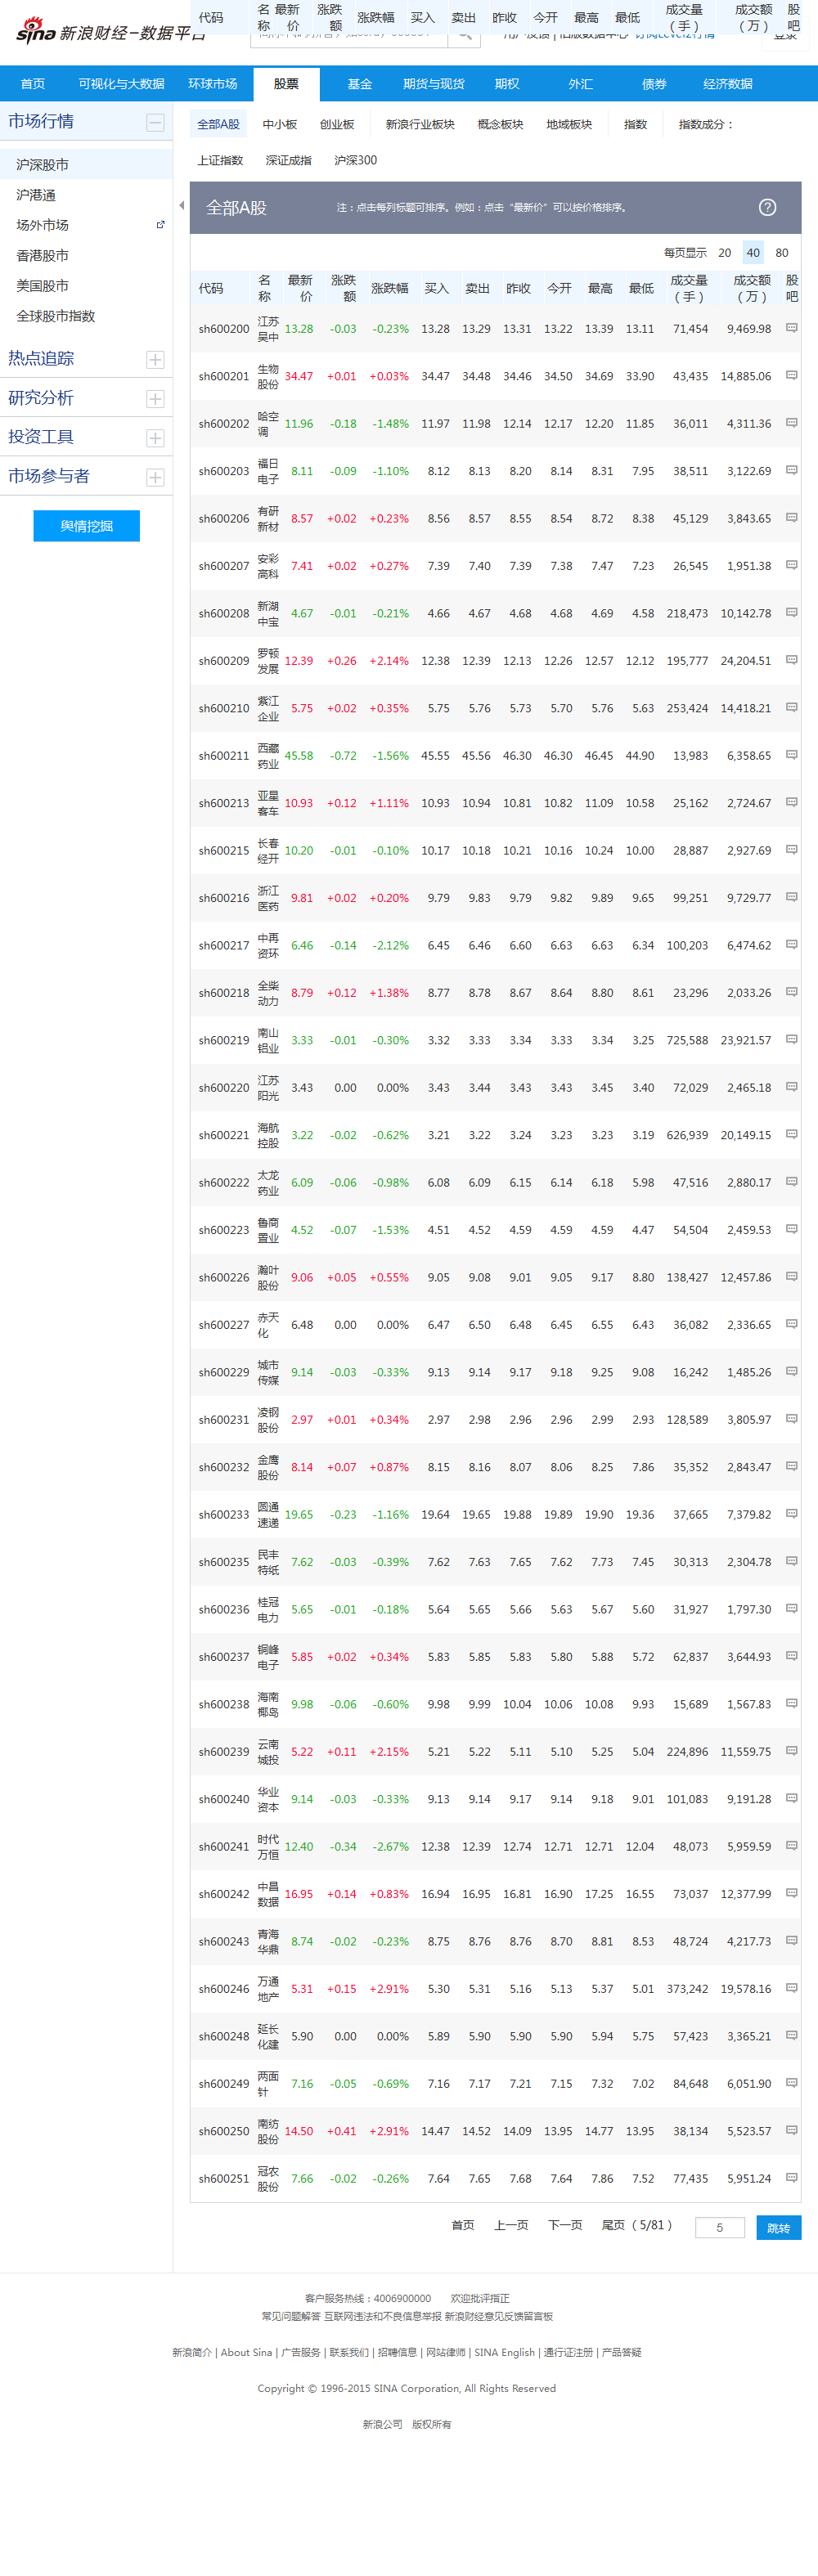 代码 名称 最新价 涨跌额 涨跌幅 买入 卖出 昨收 今开 最高 最低 成交量(手) 成交额(万) 股吧
sina 新浪财经-数据平台
首页 可视化与大数据 环球市场 股票 基金 期货与现货 期权 外汇 债券 经济数据
市场行情
沪深股市
沪港通
场外市场
香港股市
美国股市
全球股市指数
热点追踪
研究分析
投资工具
市场参与者
舆情挖掘
全部A股 中小板 创业板 新浪行业板块 概念板块 地域板块 指数 指数成分：
上证指数 深证成指 沪深300
全部A股 注：点击每列标题可排序。例如：点击“最新价”可以按价格排序。 ?
每页显示 20 40 80
代码 名称 最新价 涨跌额 涨跌幅 买入 卖出 昨收 今开 最高 最低 成交量(手) 成交额(万) 股吧
sh600200 江苏吴中 13.28 -0.03 -0.23% 13.28 13.29 13.31 13.22 13.39 13.11 71,454 9,469.98
sh600201 生物股份 34.47 +0.01 +0.03% 34.47 34.48 34.46 34.50 34.69 33.90 43,435 14,885.06
sh600202 哈空调 11.96 -0.18 -1.48% 11.97 11.98 12.14 12.17 12.20 11.85 36,011 4,311.36
sh600203 福日电子 8.11 -0.09 -1.10% 8.12 8.13 8.20 8.14 8.31 7.95 38,511 3,122.69
sh600206 有研新材 8.57 +0.02 +0.23% 8.56 8.57 8.55 8.54 8.72 8.38 45,129 3,843.65
sh600207 安彩高科 7.41 +0.02 +0.27% 7.39 7.40 7.39 7.38 7.47 7.23 26,545 1,951.38
sh600208 新湖中宝 4.67 -0.01 -0.21% 4.66 4.67 4.68 4.68 4.69 4.58 218,473 10,142.78
sh600209 罗顿发展 12.39 +0.26 +2.14% 12.38 12.39 12.13 12.26 12.57 12.12 195,777 24,204.51
sh600210 紫江企业 5.75 +0.02 +0.35% 5.75 5.76 5.73 5.70 5.76 5.63 253,424 14,418.21
sh600211 西藏药业 45.58 -0.72 -1.56% 45.55 45.56 46.30 46.30 46.45 44.90 13,983 6,358.65
sh600213 亚星客车 10.93 +0.12 +1.11% 10.93 10.94 10.81 10.82 11.09 10.58 25,162 2,724.67
sh600215 长春经开 10.20 -0.01 -0.10% 10.17 10.18 10.21 10.16 10.24 10.00 28,887 2,927.69
sh600216 浙江医药 9.81 +0.02 +0.20% 9.79 9.83 9.79 9.82 9.89 9.65 99,251 9,729.77
sh600217 中再资环 6.46 -0.14 -2.12% 6.45 6.46 6.60 6.63 6.63 6.34 100,203 6,474.62
sh600218 全柴动力 8.79 +0.12 +1.38% 8.77 8.78 8.67 8.64 8.80 8.61 23,296 2,033.26
sh600219 南山铝业 3.33 -0.01 -0.30% 3.32 3.33 3.34 3.33 3.34 3.25 725,588 23,921.57
sh600220 江苏阳光 3.43 0.00 0.00% 3.43 3.44 3.43 3.43 3.45 3.40 72,029 2,465.18
sh600221 海航控股 3.22 -0.02 -0.62% 3.21 3.22 3.24 3.23 3.23 3.19 626,939 20,149.15
sh600222 太龙药业 6.09 -0.06 -0.98% 6.08 6.09 6.15 6.14 6.18 5.98 47,516 2,880.17
sh600223 鲁商置业 4.52 -0.07 -1.53% 4.51 4.52 4.59 4.59 4.59 4.47 54,504 2,459.53
sh600226 瀚叶股份 9.06 +0.05 +0.55% 9.05 9.08 9.01 9.05 9.17 8.80 138,427 12,457.86
sh600227 赤天化 6.48 0.00 0.00% 6.47 6.50 6.48 6.45 6.55 6.43 36,082 2,336.65
sh600229 城市传媒 9.14 -0.03 -0.33% 9.13 9.14 9.17 9.18 9.25 9.08 16,242 1,485.26
sh600231 凌钢股份 2.97 +0.01 +0.34% 2.97 2.98 2.96 2.96 2.99 2.93 128,589 3,805.97
sh600232 金鹰股份 8.14 +0.07 +0.87% 8.15 8.16 8.07 8.06 8.25 7.86 35,352 2,843.47
sh600233 圆通速递 19.65 -0.23 -1.16% 19.64 19.65 19.88 19.89 19.90 19.36 37,665 7,379.82
sh600235 民丰特纸 7.62 -0.03 -0.39% 7.62 7.63 7.65 7.62 7.73 7.45 30,313 2,304.78
sh600236 桂冠电力 5.65 -0.01 -0.18% 5.64 5.65 5.66 5.63 5.67 5.60 31,927 1,797.30
sh600237 铜峰电子 5.85 +0.02 +0.34% 5.83 5.85 5.83 5.80 5.88 5.72 62,837 3,644.93
sh600238 海南椰岛 9.98 -0.06 -0.60% 9.98 9.99 10.04 10.06 10.08 9.93 15,689 1,567.83
sh600239 云南城投 5.22 +0.11 +2.15% 5.21 5.22 5.11 5.10 5.25 5.04 224,896 11,559.75
sh600240 华业资本 9.14 -0.03 -0.33% 9.13 9.14 9.17 9.14 9.18 9.01 101,083 9,191.28
sh600241 时代万恒 12.40 -0.34 -2.67% 12.38 12.39 12.74 12.71 12.71 12.04 48,073 5,959.59
sh600242 中昌数据 16.95 +0.14 +0.83% 16.94 16.95 16.81 16.90 17.25 16.55 73,037 12,377.99
sh600243 青海华鼎 8.74 -0.02 -0.23% 8.75 8.76 8.76 8.70 8.81 8.53 48,724 4,217.73
sh600246 万通地产 5.31 +0.15 +2.91% 5.30 5.31 5.16 5.13 5.37 5.01 373,242 19,578.16
sh600248 延长化建 5.90 0.00 0.00% 5.89 5.90 5.90 5.90 5.94 5.75 57,423 3,365.21
sh600249 两面针 7.16 -0.05 -0.69% 7.16 7.17 7.21 7.15 7.32 7.02 84,648 6,051.90
sh600250 南纺股份 14.50 +0.41 +2.91% 14.47 14.52 14.09 13.95 14.77 13.95 38,134 5,523.57
sh600251 冠农股份 7.66 -0.02 -0.26% 7.64 7.65 7.68 7.64 7.86 7.52 77,435 5,951.24
首页 上一页 下一页 尾页 (5/81) 5 跳转
客户服务热线：4006900000 欢迎批评指正
常见问题解答 互联网违法和不良信息举报 新浪财经意见反馈留言板
新浪简介 | About Sina | 广告服务 | 联系我们 | 招聘信息 | 网站律师 | SINA English | 通行证注册 | 产品答疑
Copyright © 1996-2015 SINA Corporation, All Rights Reserved
新浪公司 版权所有